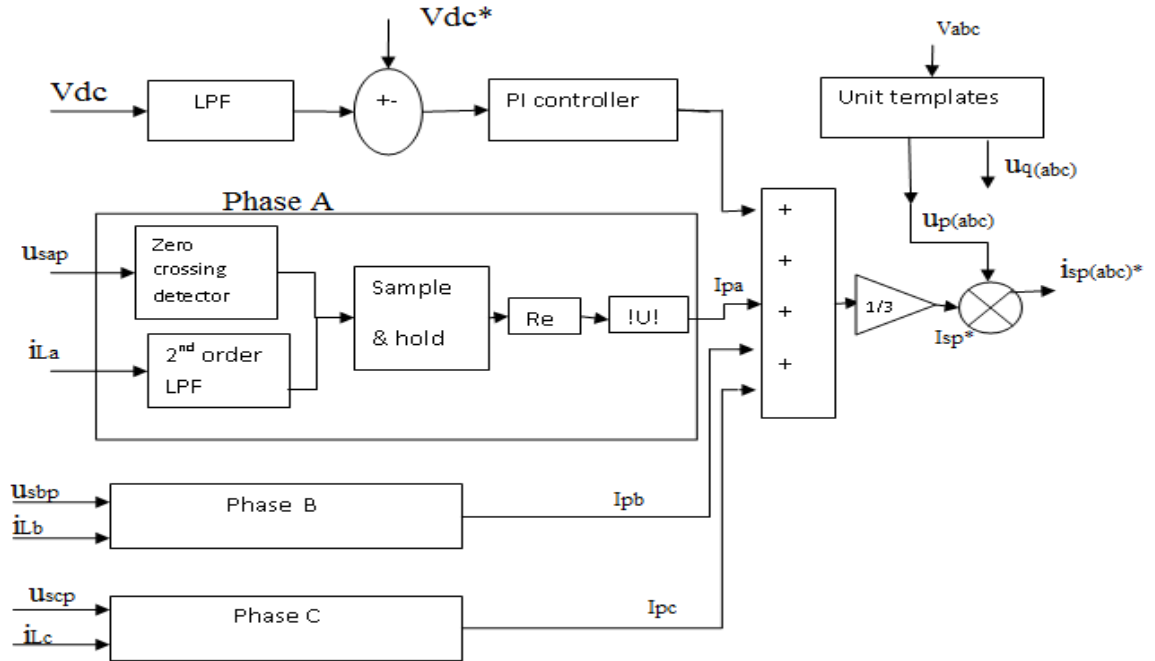 Vdc*
Vabc
Vdc
LPF
+-
PI controller
Unit templates
uq(abc)
up(abc)
Phase A
usap
Zero
crossing
detector
iLa
2nd order
LPF
Sample
& hold
Re
!U!
Ipa
+
+
+
+
1/3
Isp*
isp(abc)*
usbp
iLb
Phase B
Ipb
uscp
iLc
Phase C
Ipc